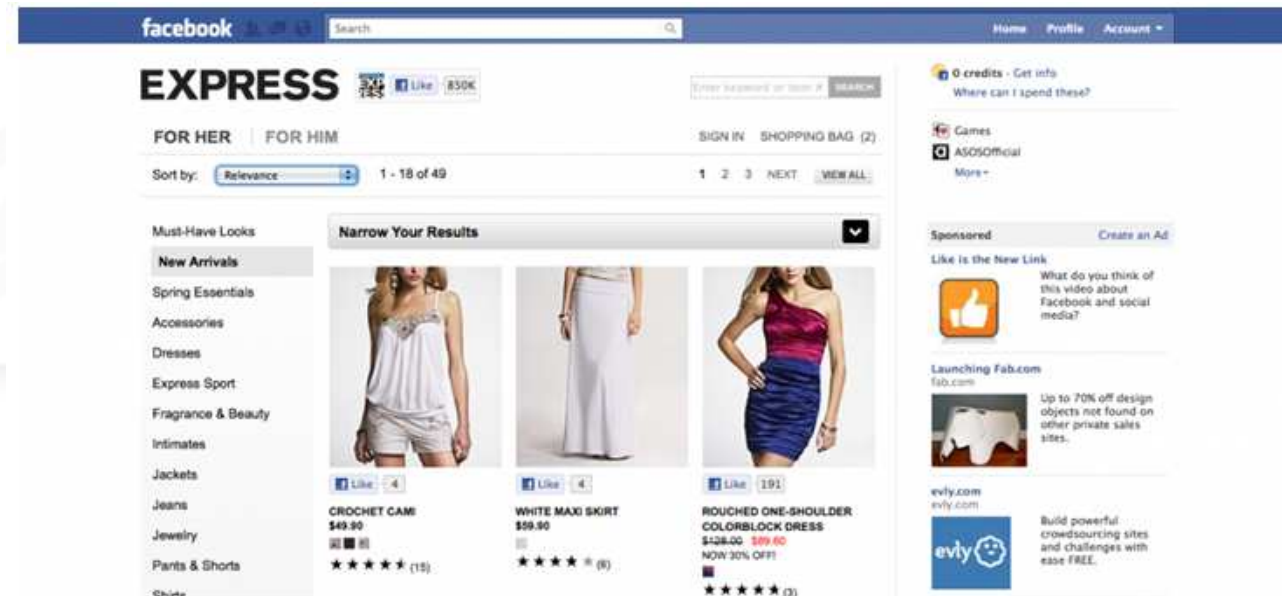 facebook
Search
Home Profile Account
EXPRESS
Like 850K
SEARCH
0 credits - Get info
Where can I spend these?
FOR HER FOR HIM
SIGN IN SHOPPING BAG (2)
Games
ASOSOfficial
More
Sort by: Relevance 1 - 18 of 49
1 2 3 NEXT VIEW ALL
Must-Have Looks
New Arrivals
Spring Essentials
Accessories
Dresses
Express Sport
Fragrance & Beauty
Intimates
Jackets
Jeans
Jewelry
Pants & Shorts
Shirts
Narrow Your Results
Like 4
CROCHET CAMI
$49.90
(15)
Like 4
WHITE MAXI SKIRT
$59.90
(6)
Like 191
ROUCHED ONE-SHOULDER
COLORBLOCK DRESS
$128.00 $89.60
NOW 30% OFF!
(3)
Sponsored Create an Ad
Like is the New Link
What do you think of
this video about
Facebook and social
media?
Launching Fab.com
fab.com
Up to 70% off design
objects not found on
other private sales
sites.
evly.com
evly.com
evly
Build powerful
crowdsourcing sites
and challenges with
ease FREE.